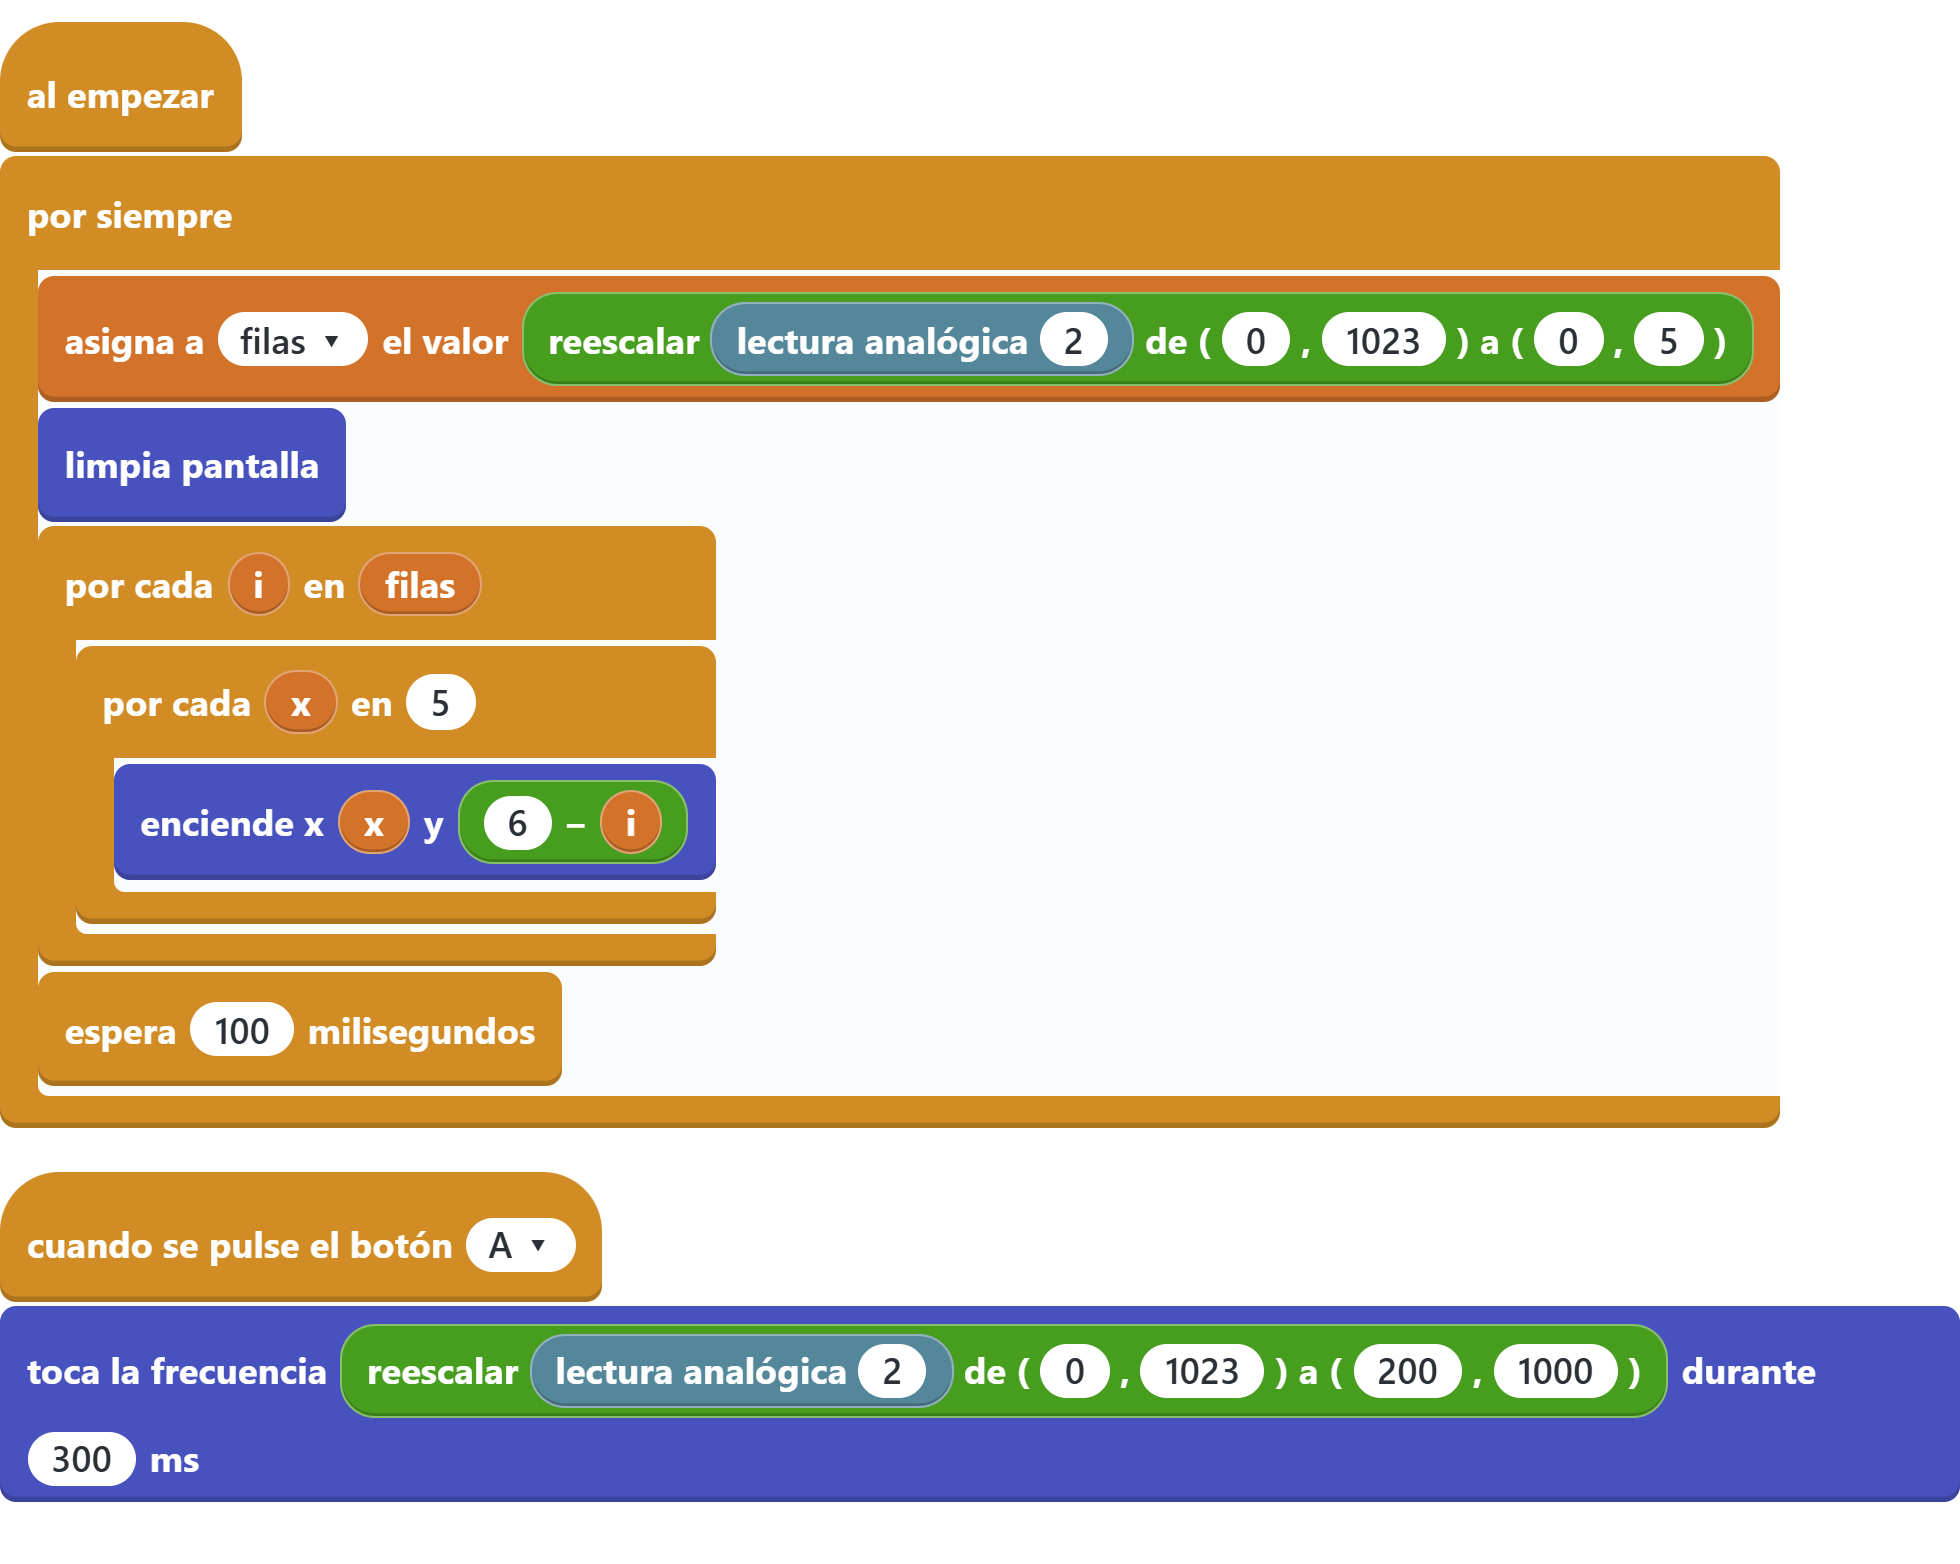 al empezar
por siempre
asigna a filas ▼ el valor reescalar lectura analógica 2 de ( 0 , 1023 ) a ( 0 , 5 )
limpia pantalla
por cada i en filas
por cada x en 5
enciende x x y 6 – i
espera 100 milisegundos
cuando se pulse el botón A ▼
toca la frecuencia reescalar lectura analógica 2 de ( 0 , 1023 ) a ( 200 , 1000 ) durante
300 ms